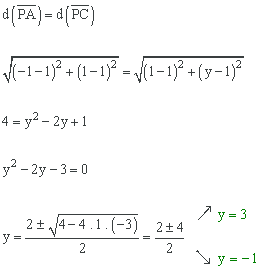 d(PA) = d(PC)
√((-1-1)² + (1-1)²) = √((1-1)² + (y-1)²)
4 = y² - 2y + 1
y² - 2y - 3 = 0
y = (2 ± √(4 - 4 . 1 . (-3)))/2 = (2 ± 4)/2 ↗ y = 3
↘ y = -1